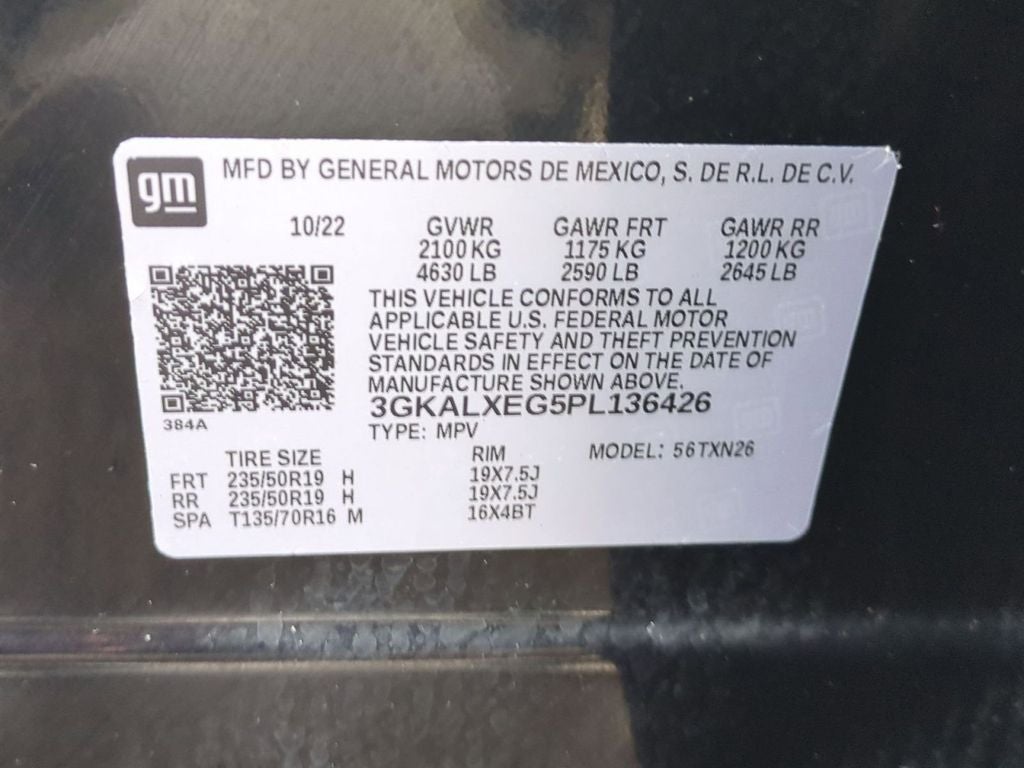 gm
MFD BY GENERAL MOTORS DE MEXICO, S. DE R.L. DE C.V.
10/22 GVWR GAWR FRT GAWR RR
2100 KG 1175 KG 1200 KG
4630 LB 2590 LB 2645 LB
THIS VEHICLE CONFORMS TO ALL
APPLICABLE U.S. FEDERAL MOTOR
VEHICLE SAFETY AND THEFT PREVENTION
STANDARDS IN EFFECT ON THE DATE OF
MANUFACTURE SHOWN ABOVE.
3GKALXEG5PL136426
384A
TYPE: MPV
TIRE SIZE RIM MODEL: 56TXN26
FRT 235/50R19 H 19X7.5J
RR 235/50R19 H 19X7.5J
SPA T135/70R16 M 16X4BT